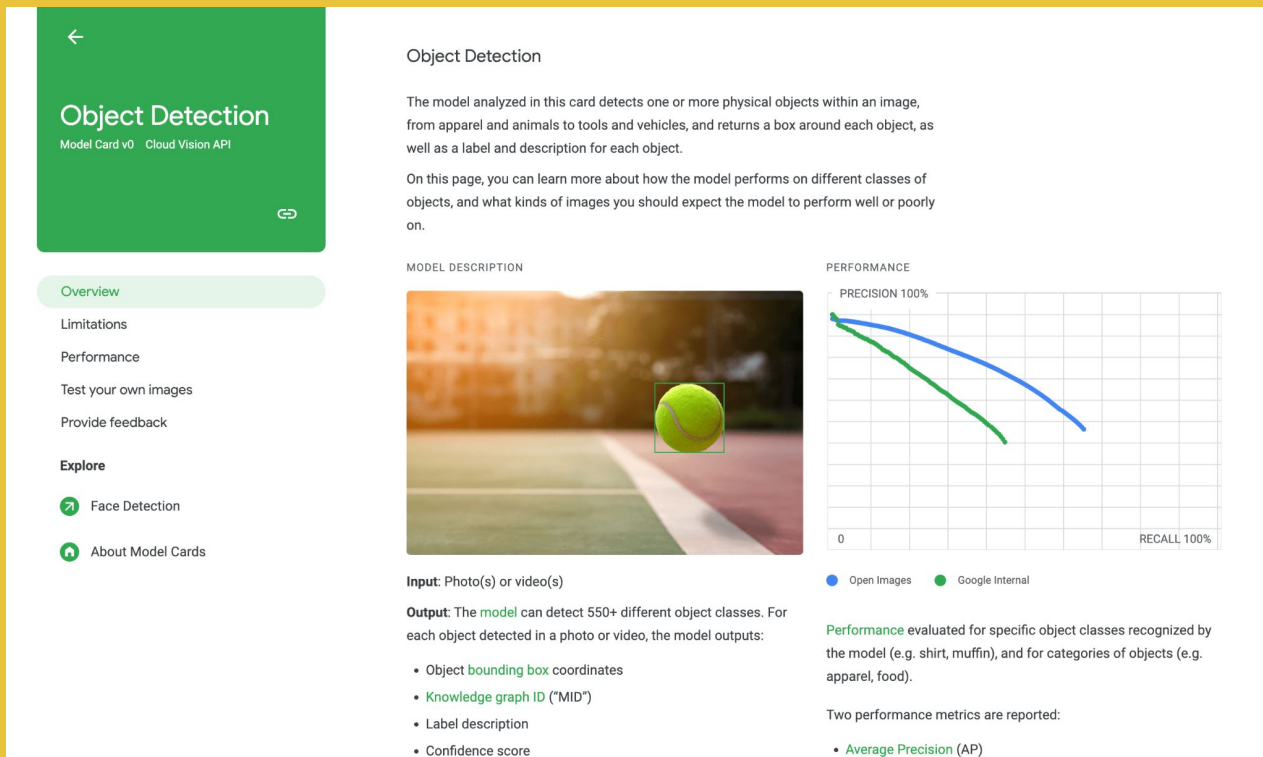 Object Detection
Model Card v0 Cloud Vision API
Overview
Limitations
Performance
Test your own images
Provide feedback
Explore
Face Detection
About Model Cards
Object Detection
The model analyzed in this card detects one or more physical objects within an image,
from apparel and animals to tools and vehicles, and returns a box around each object, as
well as a label and description for each object.
On this page, you can learn more about how the model performs on different classes of
objects, and what kinds of images you should expect the model to perform well or poorly
on.
MODEL DESCRIPTION
Input: Photo(s) or video(s)
Output: The model can detect 550+ different object classes. For
each object detected in a photo or video, the model outputs:
• Object bounding box coordinates
• Knowledge graph ID (“MID”)
• Label description
• Confidence score
PERFORMANCE
PRECISION 100%
0
RECALL 100%
Open Images
Google Internal
Performance evaluated for specific object classes recognized by
the model (e.g. shirt, muffin), and for categories of objects (e.g.
apparel, food).
Two performance metrics are reported:
• Average Precision (AP)